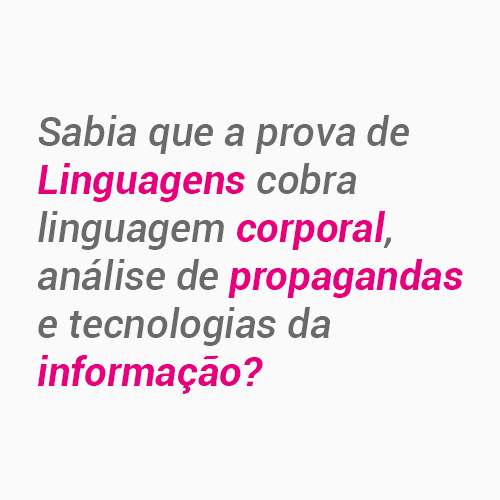 Sabia que a prova de
Linguagens cobra
linguagem corporal,
análise de propagandas
e tecnologias da
informação?